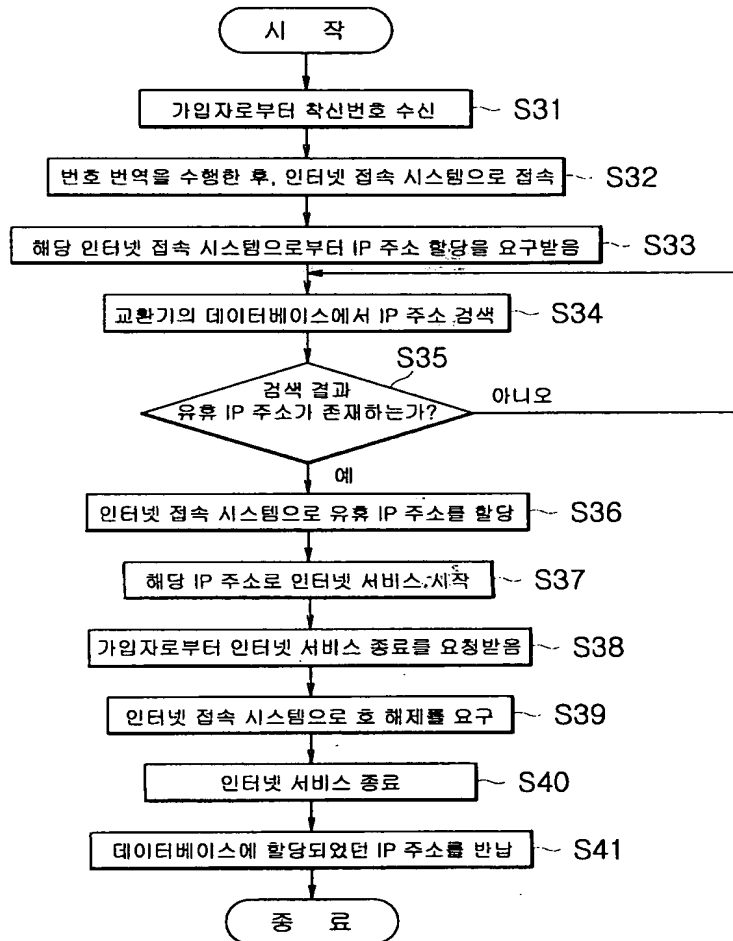 시 작
가입자로부터 착신번호 수신
S31
번호 번역을 수행한 후, 인터넷 접속 시스템으로 접속
S32
해당 인터넷 접속 시스템으로부터 IP 주소 할당을 요구받음
S33
교환기의 데이터베이스에서 IP 주소 검색
S34
S35
검색 결과
유휴 IP 주소가 존재하는가?
아니오
예
인터넷 접속 시스템으로 유휴 IP 주소를 할당
S36
해당 IP 주소로 인터넷 서비스 시작
S37
가입자로부터 인터넷 서비스 종료를 요청받음
S38
인터넷 접속 시스템으로 호 해제를 요구
S39
인터넷 서비스 종료
S40
데이터베이스에 할당되었던 IP 주소를 반납
S41
종 료